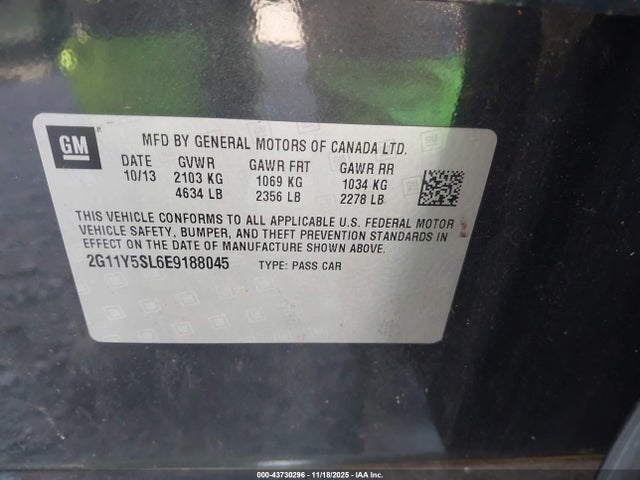 GM
MFD BY GENERAL MOTORS OF CANADA LTD.
DATE GVWR GAWR FRT GAWR RR
10/13 2103 KG 1069 KG 1034 KG
4634 LB 2356 LB 2278 LB
THIS VEHICLE CONFORMS TO ALL APPLICABLE U.S. FEDERAL MOTOR
VEHICLE SAFETY, BUMPER, AND THEFT PREVENTION STANDARDS IN
EFFECT ON THE DATE OF MANUFACTURE SHOWN ABOVE.
2G11Y5SL6E9188045 TYPE: PASS CAR
000-43730296 - 11/18/2025 - IAA Inc.